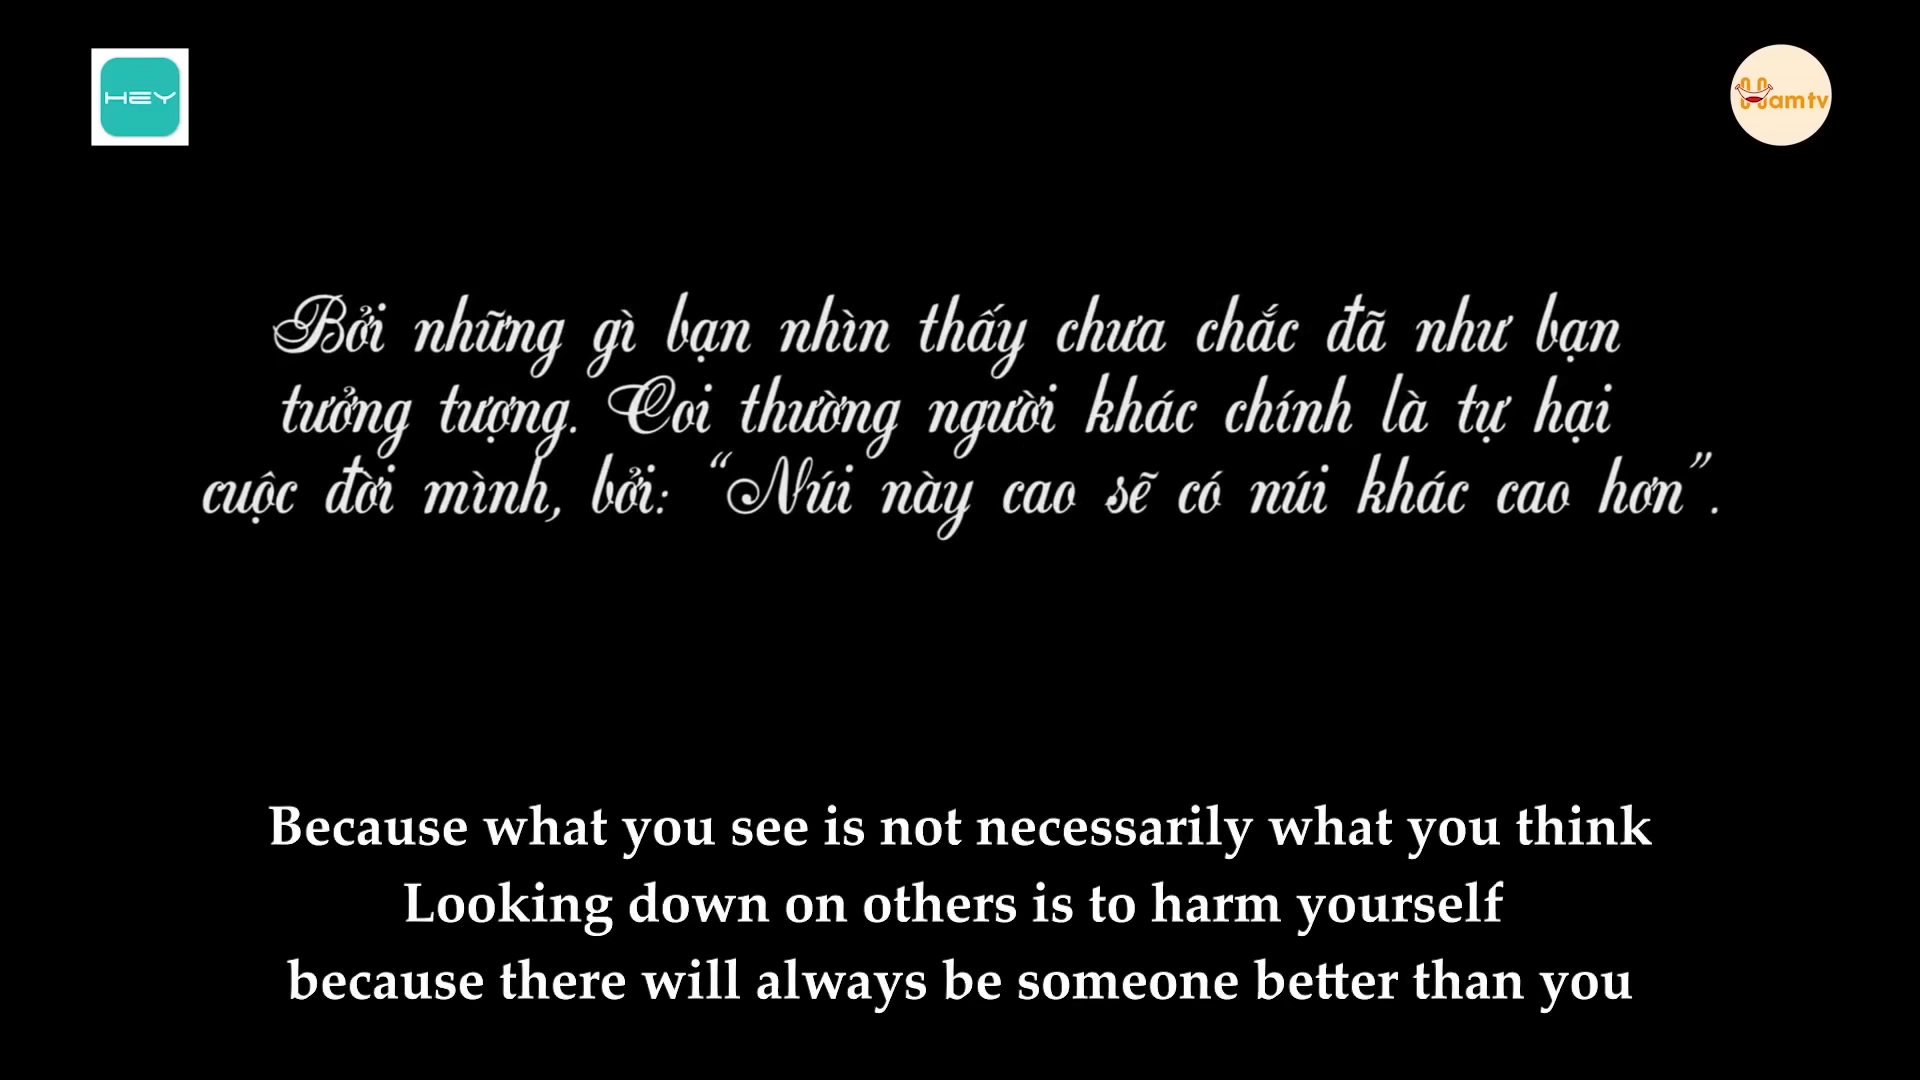 HEY
Hamtv
Bởi những gì bạn nhìn thấy chưa chắc đã như bạn
tưởng tượng. Coi thường người khác chính là tự hại
cuộc đời mình, bởi: “Núi này cao sẽ có núi khác cao hơn”.
Because what you see is not necessarily what you think
Looking down on others is to harm yourself
because there will always be someone better than you